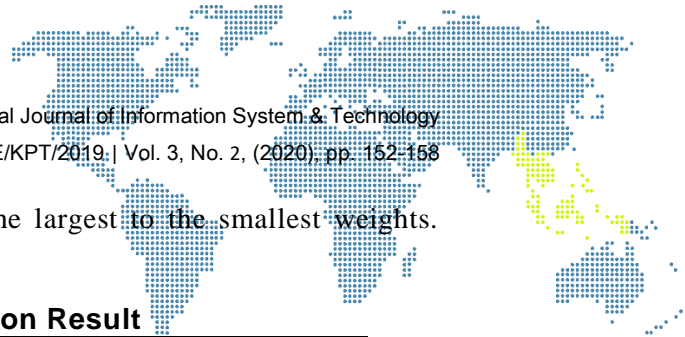 al Journal of Information System & Technology
E/KPT/2019 | Vol. 3, No. 2, (2020), pp. 152-158
ne largest to the smallest weights.
on Result